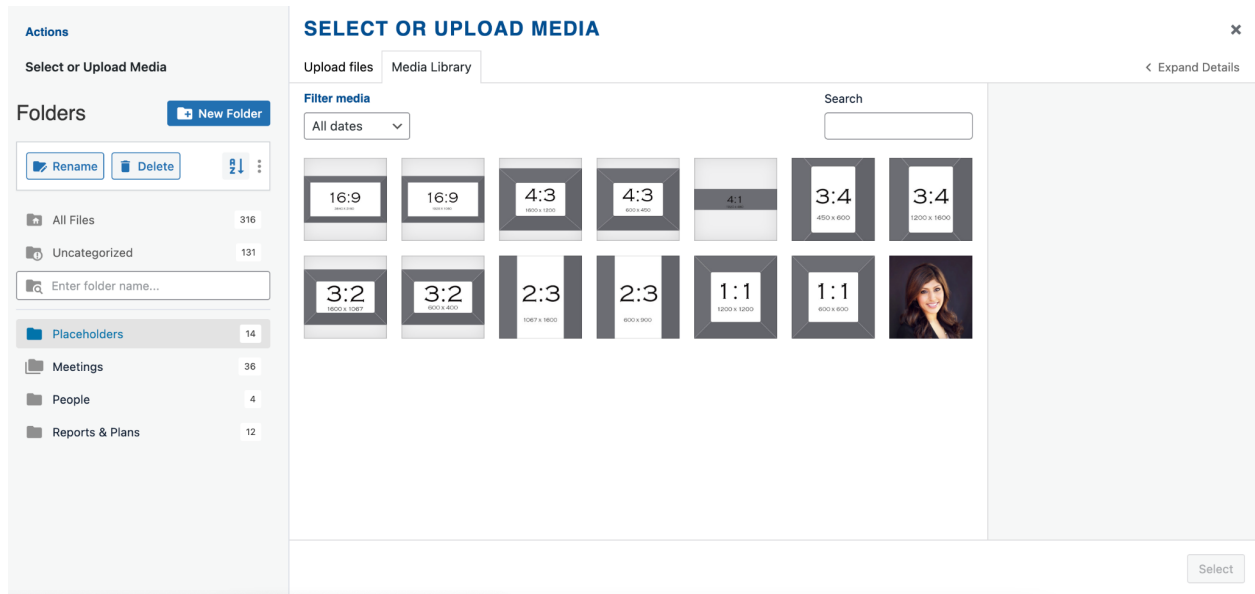 Actions
Select or Upload Media
Folders
New Folder
Rename
Delete
All Files 316
Uncategorized 131
Enter folder name...
Placeholders 14
Meetings 36
People 4
Reports & Plans 12
SELECT OR UPLOAD MEDIA
Upload files
Media Library
Expand Details
Filter media
All dates
Search
16:9
16:9
4:3
1600 x 1200
4:3
600 x 450
4:1
3:4
450 x 600
3:4
1200 x 1600
3:2
1600 x 1067
3:2
600 x 400
2:3
1067 x 1600
2:3
600 x 900
1:1
1200 x 1200
1:1
600 x 600
Select